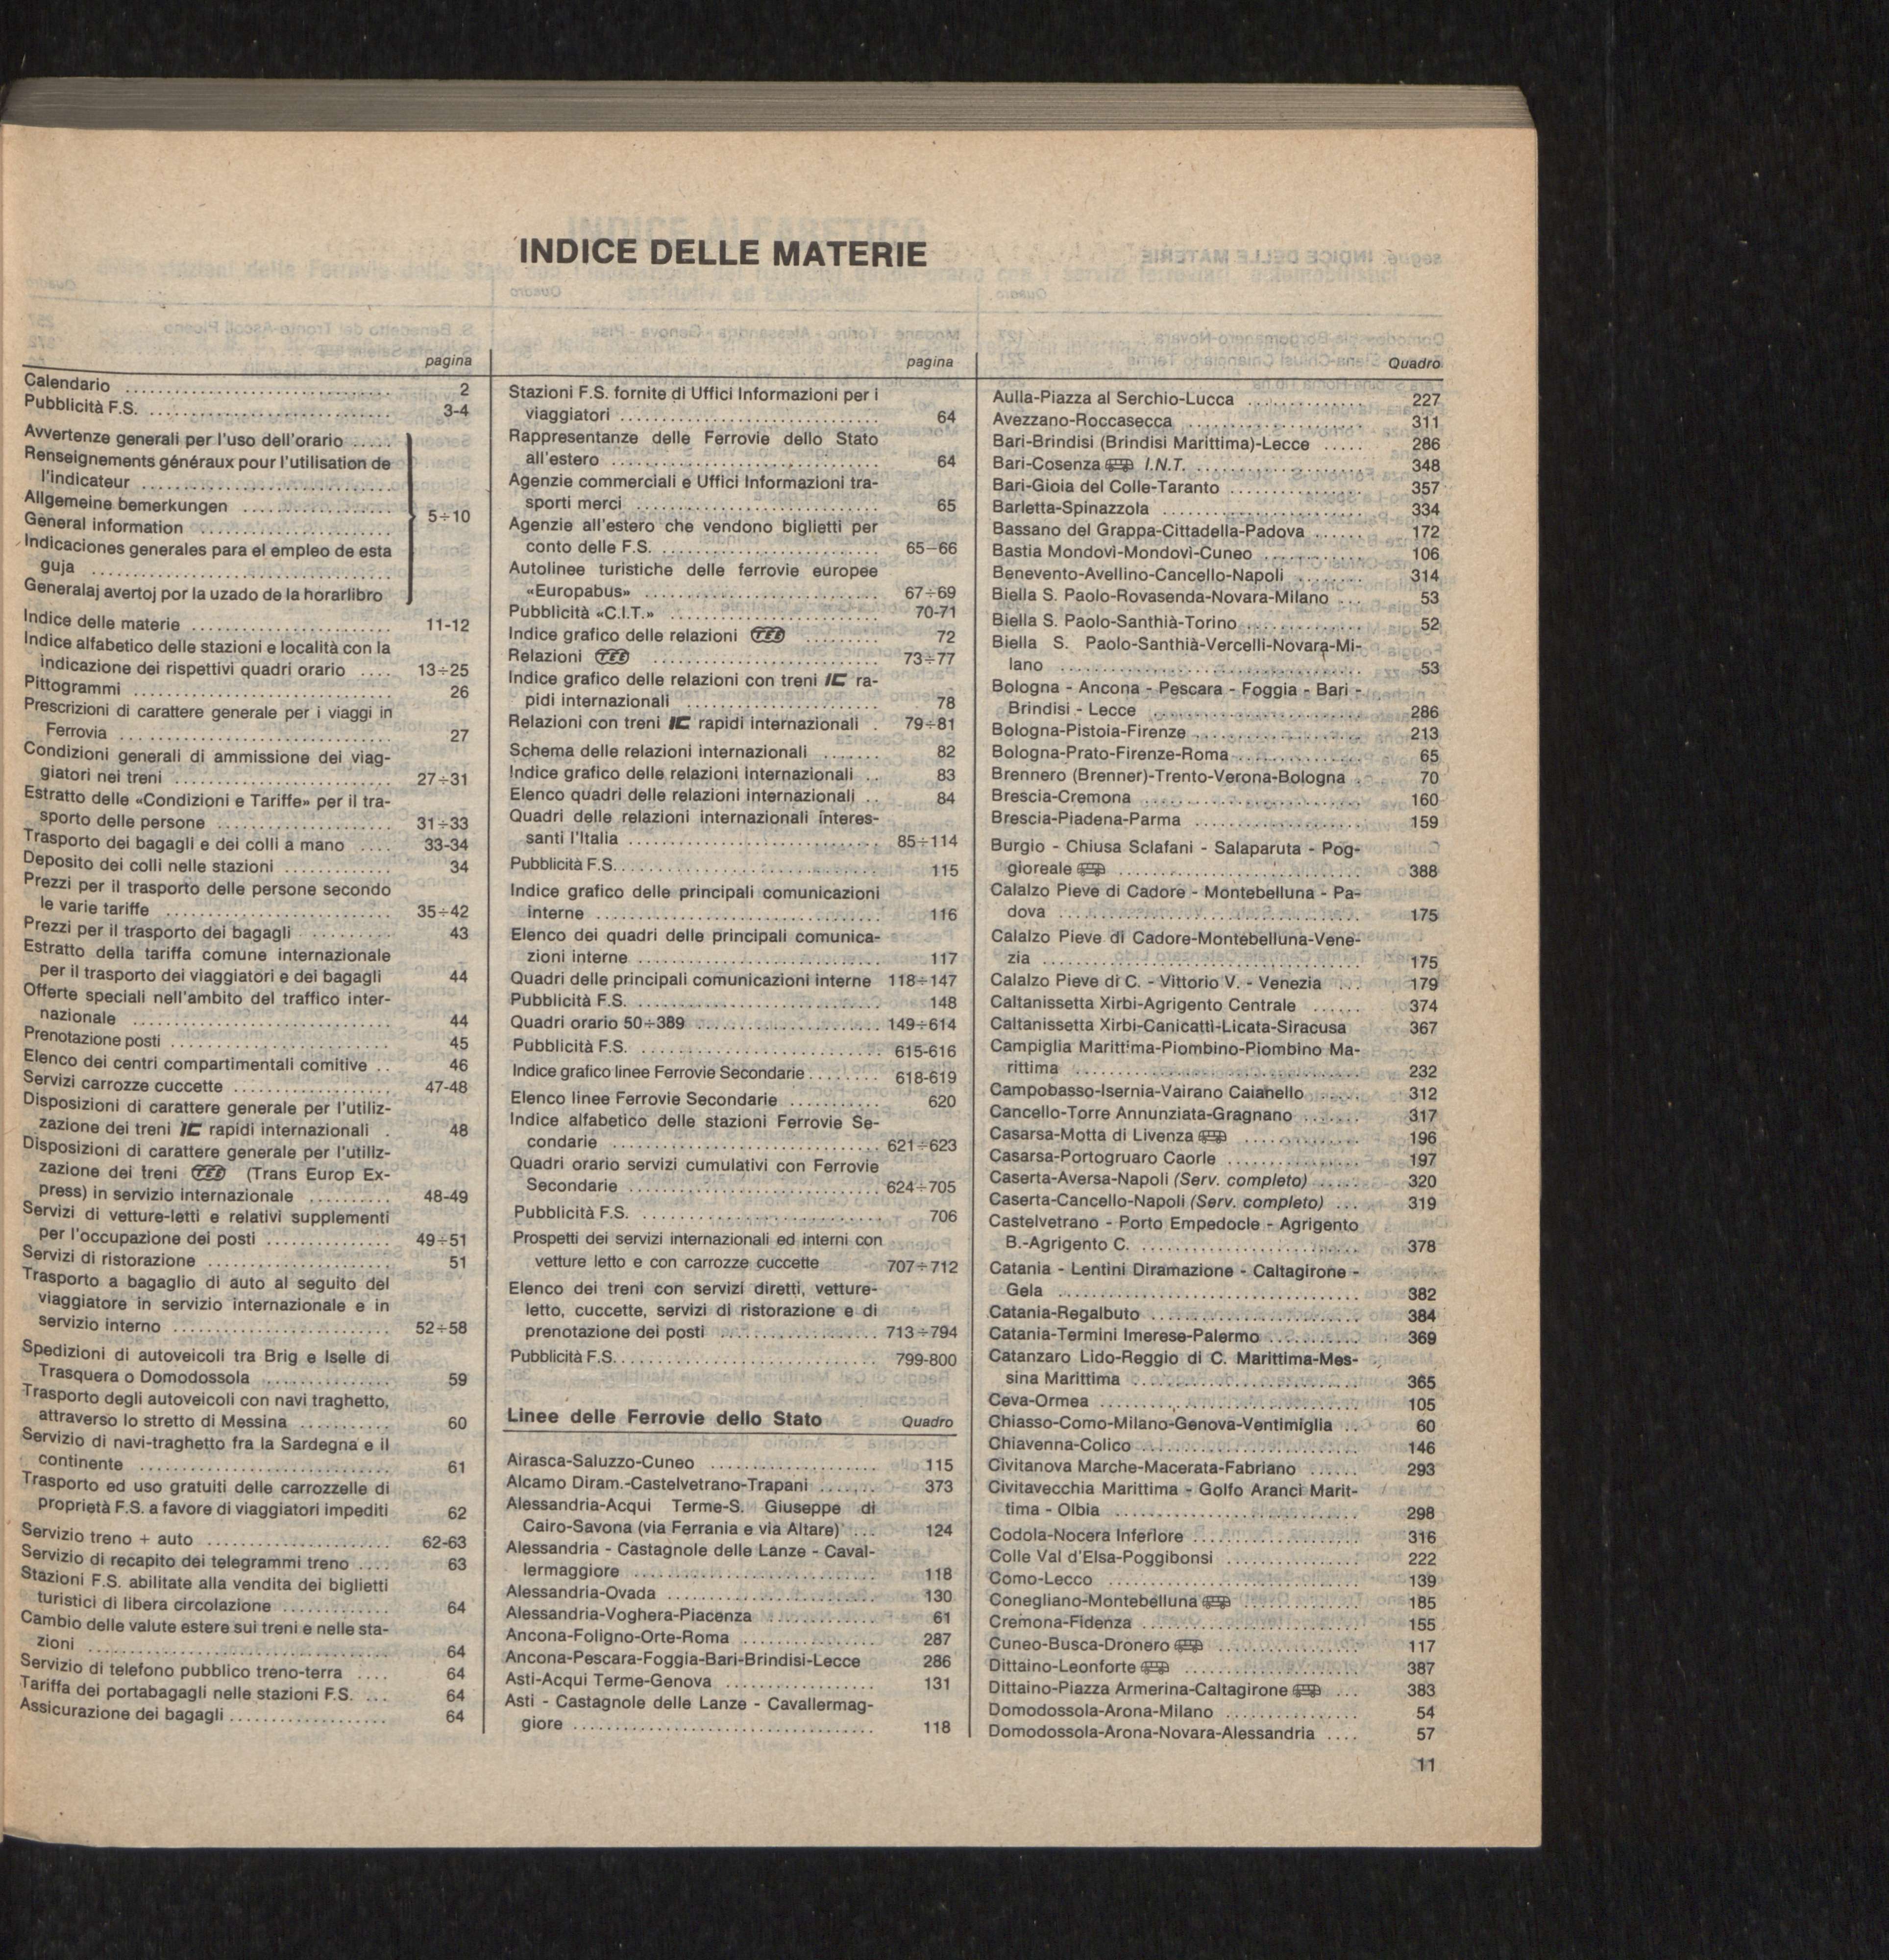 INDICE DELLE MATERIE
pagina
Calendario .................... 2
Pubblicità F.S. .................... 3-4
Avvertenze generali per l'uso dell'orario .....
Renseignements généraux pour l'utilisation de
l'indicateur ....................
Allgemeine bemerkungen ....................
General information ....................
5÷10
Indicaciones generales para el empleo de esta
guja ....................
Generalaj avertoj por la uzado de la horarlibro
Indice delle materie .................... 11-12
Indice alfabetico delle stazioni e località con la
indicazione dei rispettivi quadri orario .... 13÷25
Pittogrammi .................... 26
Prescrizioni di carattere generale per i viaggi in
Ferrovia .................... 27
Condizioni generali di ammissione dei viag-
giatori nei treni .................... 27÷31
Estratto delle «Condizioni e Tariffe» per il tra-
sporto delle persone .................... 31÷33
Trasporto dei bagagli e dei colli a mano .... 33-34
Deposito dei colli nelle stazioni ............. 34
Prezzi per il trasporto delle persone secondo
le varie tariffe .................... 35÷42
Prezzi per il trasporto dei bagagli .......... 43
Estratto della tariffa comune internazionale
per il trasporto dei viaggiatori e dei bagagli 44
Offerte speciali nell'ambito del traffico inter-
nazionale .................... 44
Prenotazione posti .................... 45
Elenco dei centri compartimentali comitive .. 46
Servizi carrozze cuccette .................... 47-48
Disposizioni di carattere generale per l'utiliz-
zazione dei treni IC rapidi internazionali . 48
Disposizioni di carattere generale per l'utiliz-
zazione dei treni TEE (Trans Europ Ex-
press) in servizio internazionale .......... 48-49
Servizi di vetture-letti e relativi supplementi
per l'occupazione dei posti ............... 49÷51
Servizi di ristorazione .................... 51
Trasporto a bagaglio di auto al seguito del
viaggiatore in servizio internazionale e in
servizio interno .................... 52÷58
Spedizioni di autoveicoli tra Brig e Iselle di
Trasquera o Domodossola ............... 59
Trasporto degli autoveicoli con navi traghetto,
attraverso lo stretto di Messina ........... 60
Servizio di navi-traghetto fra la Sardegna e il
continente .................... 61
Trasporto ed uso gratuiti delle carrozzelle di
proprietà F.S. a favore di viaggiatori impediti 62
Servizio treno + auto .................... 62-63
Servizio di recapito dei telegrammi treno .... 63
Stazioni F.S. abilitate alla vendita dei biglietti
turistici di libera circolazione ............. 64
Cambio delle valute estere sui treni e nelle sta-
zioni .................... 64
Servizio di telefono pubblico treno-terra .... 64
Tariffa dei portabagagli nelle stazioni F.S. ... 64
Assicurazione dei bagagli .................... 64
pagina
Stazioni F.S. fornite di Uffici Informazioni per i
viaggiatori .................... 64
Rappresentanze delle Ferrovie dello Stato
all'estero .................... 64
Agenzie commerciali e Uffici Informazioni tra-
sporti merci .................... 65
Agenzie all'estero che vendono biglietti per
conto delle F.S. .................... 65-66
Autolinee turistiche delle ferrovie europee
«Europabus» .................... 67÷69
Pubblicità «C.I.T.» .................... 70-71
Indice grafico delle relazioni TEE ......... 72
Relazioni TEE .................... 73÷77
Indice grafico delle relazioni con treni IC ra-
pidi internazionali .................... 78
Relazioni con treni IC rapidi internazionali . 79÷81
Schema delle relazioni internazionali ....... 82
Indice grafico delle relazioni internazionali .. 83
Elenco quadri delle relazioni internazionali .. 84
Quadri delle relazioni internazionali interes-
santi l'Italia .................... 85÷114
Pubblicità F.S. .................... 115
Indice grafico delle principali comunicazioni
interne .................... 116
Elenco dei quadri delle principali comunica-
zioni interne .................... 117
Quadri delle principali comunicazioni interne 118÷147
Pubblicità F.S. .................... 148
Quadri orario 50÷389 .................... 149÷614
Pubblicità F.S. .................... 615-616
Indice grafico linee Ferrovie Secondarie ........ 618-619
Elenco linee Ferrovie Secondarie ........... 620
Indice alfabetico delle stazioni Ferrovie Se-
condarie .................... 621÷623
Quadri orario servizi cumulativi con Ferrovie
Secondarie .................... 624÷705
Pubblicità F.S. .................... 706
Prospetti dei servizi internazionali ed interni con
vetture letto e con carrozze cuccette 707÷712
Elenco dei treni con servizi diretti, vetture-
letto, cuccette, servizi di ristorazione e di
prenotazione dei posti .................... 713÷794
Pubblicità F.S. .................... 799-800
Linee delle Ferrovie dello Stato Quadro
Airasca-Saluzzo-Cuneo .................... 115
Alcamo Diram.-Castelvetrano-Trapani ....... 373
Alessandria-Acqui Terme-S. Giuseppe di
Cairo-Savona (via Ferrania e via Altare) ... 124
Alessandria - Castagnole delle Lanze - Caval-
lermaggiore .................... 118
Alessandria-Ovada .................... 130
Alessandria-Voghera-Piacenza ............. 61
Ancona-Foligno-Orte-Roma ................ 287
Ancona-Pescara-Foggia-Bari-Brindisi-Lecce 286
Asti-Acqui Terme-Genova .................. 131
Asti - Castagnole delle Lanze - Cavallermag-
giore .................... 118
Quadro
Aulla-Piazza al Serchio-Lucca .............. 227
Avezzano-Roccasecca .................... 311
Bari-Brindisi (Brindisi Marittima)-Lecce ..... 286
Bari-Cosenza I.N.T. .................... 348
Bari-Gioia del Colle-Taranto ................ 357
Barletta-Spinazzola .................... 334
Bassano del Grappa-Cittadella-Padova ...... 172
Bastia Mondovì-Mondovì-Cuneo ............ 106
Benevento-Avellino-Cancello-Napoli ........ 314
Biella S. Paolo-Rovasenda-Novara-Milano ... 53
Biella S. Paolo-Santhià-Torino .............. 52
Biella S. Paolo-Santhià-Vercelli-Novara-Mi-
lano .................... 53
Bologna - Ancona - Pescara - Foggia - Bari -
Brindisi - Lecce .................... 286
Bologna-Pistoia-Firenze .................... 213
Bologna-Prato-Firenze-Roma ............... 65
Brennero (Brenner)-Trento-Verona-Bologna . 70
Brescia-Cremona .................... 160
Brescia-Piadena-Parma .................... 159
Burgio - Chiusa Sclafani - Salaparuta - Pog-
gioreale .................... 388
Calalzo Pieve di Cadore - Montebelluna - Pa-
dova .................... 175
Calalzo Pieve di Cadore-Montebelluna-Vene-
zia .................... 175
Calalzo Pieve di C. - Vittorio V. - Venezia ... 179
Caltanissetta Xirbi-Agrigento Centrale ...... 374
Caltanissetta Xirbi-Canicattì-Licata-Siracusa 367
Campiglia Marittima-Piombino-Piombino Ma-
rittima .................... 232
Campobasso-Isernia-Vairano Caianello ..... 312
Cancello-Torre Annunziata-Gragnano ....... 317
Casarsa-Motta di Livenza .............. 196
Casarsa-Portogruaro Caorle ................ 197
Caserta-Aversa-Napoli (Serv. completo) ..... 320
Caserta-Cancello-Napoli (Serv. completo) ... 319
Castelvetrano - Porto Empedocle - Agrigento
B.-Agrigento C. .................... 378
Catania - Lentini Diramazione - Caltagirone -
Gela .................... 382
Catania-Regalbuto .................... 384
Catania-Termini Imerese-Palermo ........... 369
Catanzaro Lido-Reggio di C. Marittima-Mes-
sina Marittima .................... 365
Ceva-Ormea .................... 105
Chiasso-Como-Milano-Genova-Ventimiglia .. 60
Chiavenna-Colico .................... 146
Civitanova Marche-Macerata-Fabriano ...... 293
Civitavecchia Marittima - Golfo Aranci Marit-
tima - Olbia .................... 298
Codola-Nocera Inferiore .................... 316
Colle Val d'Elsa-Poggibonsi ................ 222
Como-Lecco .................... 139
Conegliano-Montebelluna .............. 185
Cremona-Fidenza .................... 155
Cuneo-Busca-Dronero .................... 117
Dittaino-Leonforte .................... 387
Dittaino-Piazza Armerina-Caltagirone ... 383
Domodossola-Arona-Milano ................ 54
Domodossola-Arona-Novara-Alessandria .... 57
11